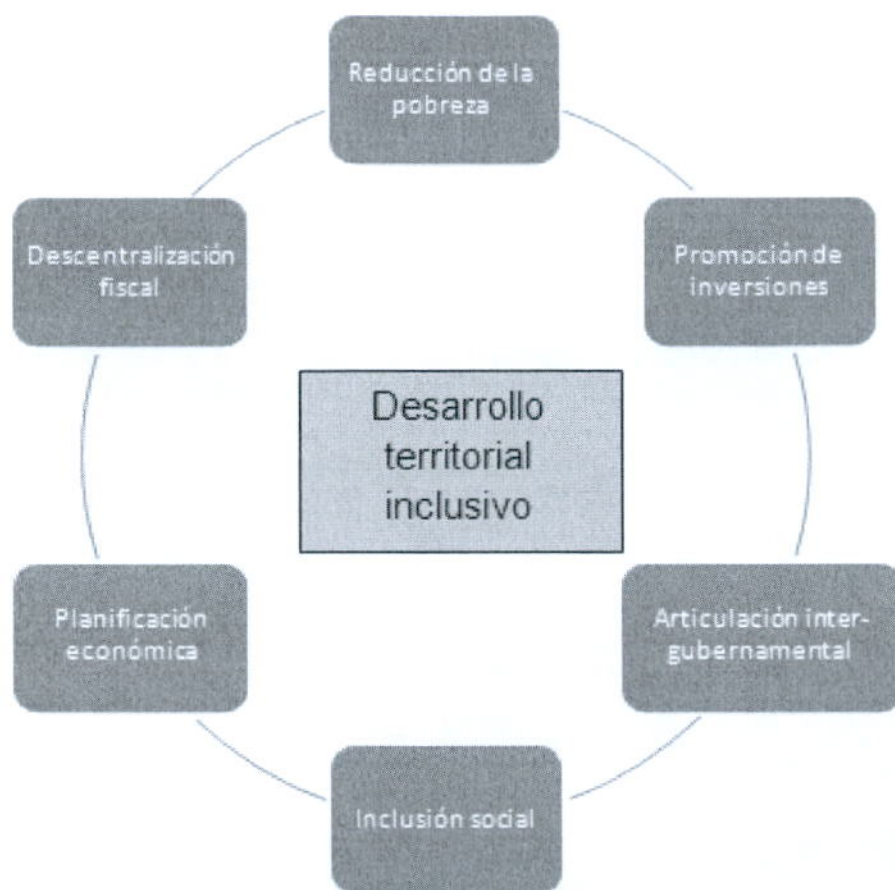 Reducción de la
pobreza
Descentralización
fiscal
Promoción de
inversiones
Desarrollo
territorial
inclusivo
Planificación
económica
Articulación inter-
gubernamental
Inclusión social